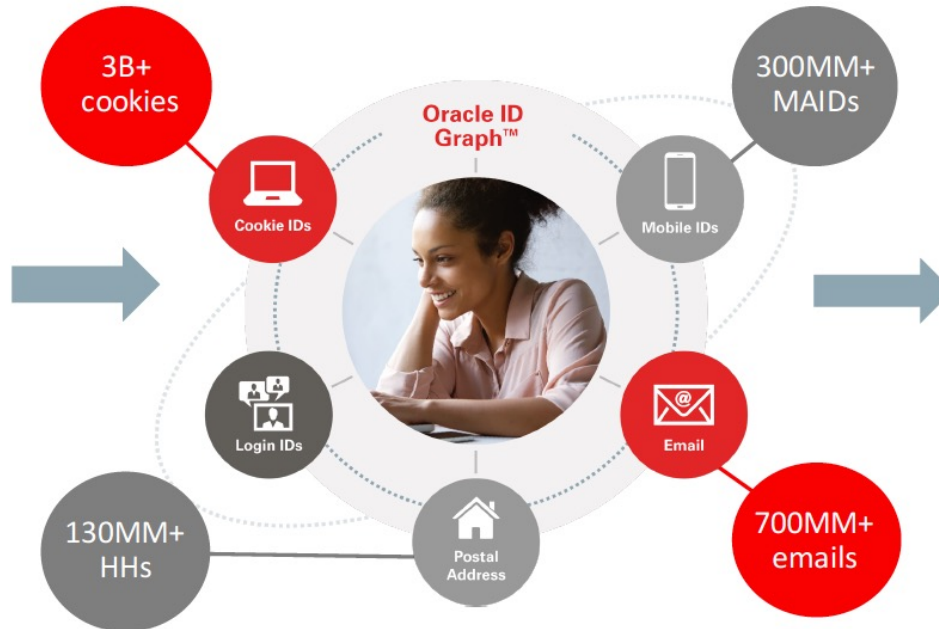 3B+
cookies
300MM+
MAIDs
Oracle ID
Graph™
Cookie IDs
Mobile IDs
Login IDs
@
Email
130MM+
HHs
Postal
Address
700MM+
emails